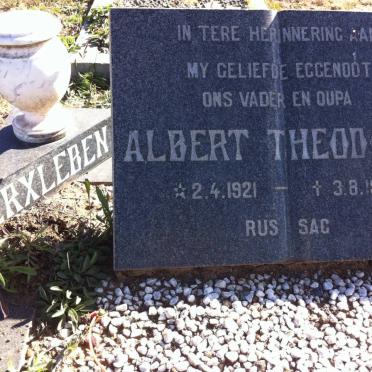 IN TERE HERINNERING
MY GELIEFDE EGGENOOT
ONS VADER EN OUPA
ALBERT THEOD
☆ 2.4.1921 - † 3.8.1
RUS SAG
RXLEBEN